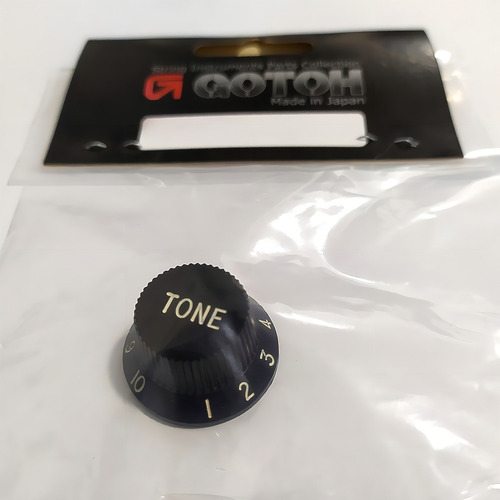 String Instruments Parts Collection
GOTOH
Made in Japan
TONE
10 1 2 3 4